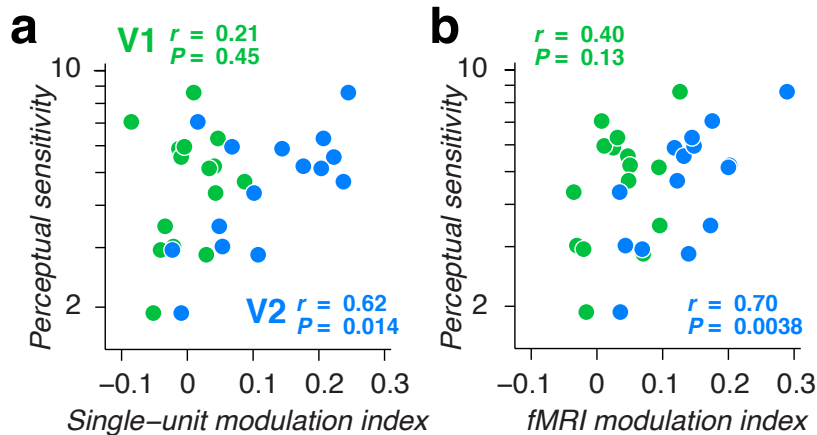 a
V1
r = 0.21
P = 0.45
10
2
Perceptual sensitivity
V2
r = 0.62
P = 0.014
−0.1 0 0.1 0.2 0.3
Single−unit modulation index
b
r = 0.40
P = 0.13
10
2
Perceptual sensitivity
r = 0.70
P = 0.0038
−0.1 0 0.1 0.2 0.3
fMRI modulation index